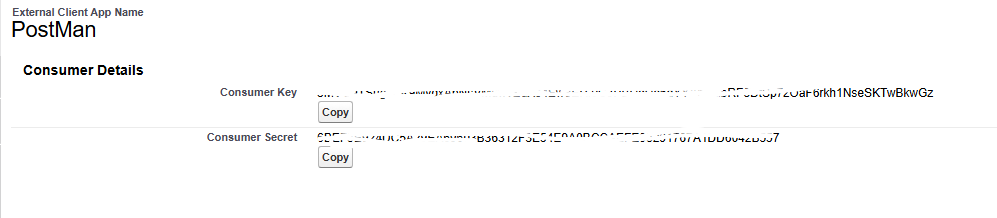 External Client App Name
PostMan
Consumer Details
Consumer Key
Copy
Consumer Secret
Copy